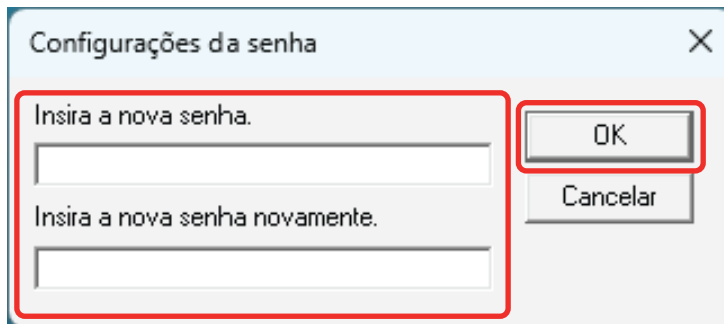 Configurações da senha
Insira a nova senha.
OK
Cancelar
Insira a nova senha novamente.